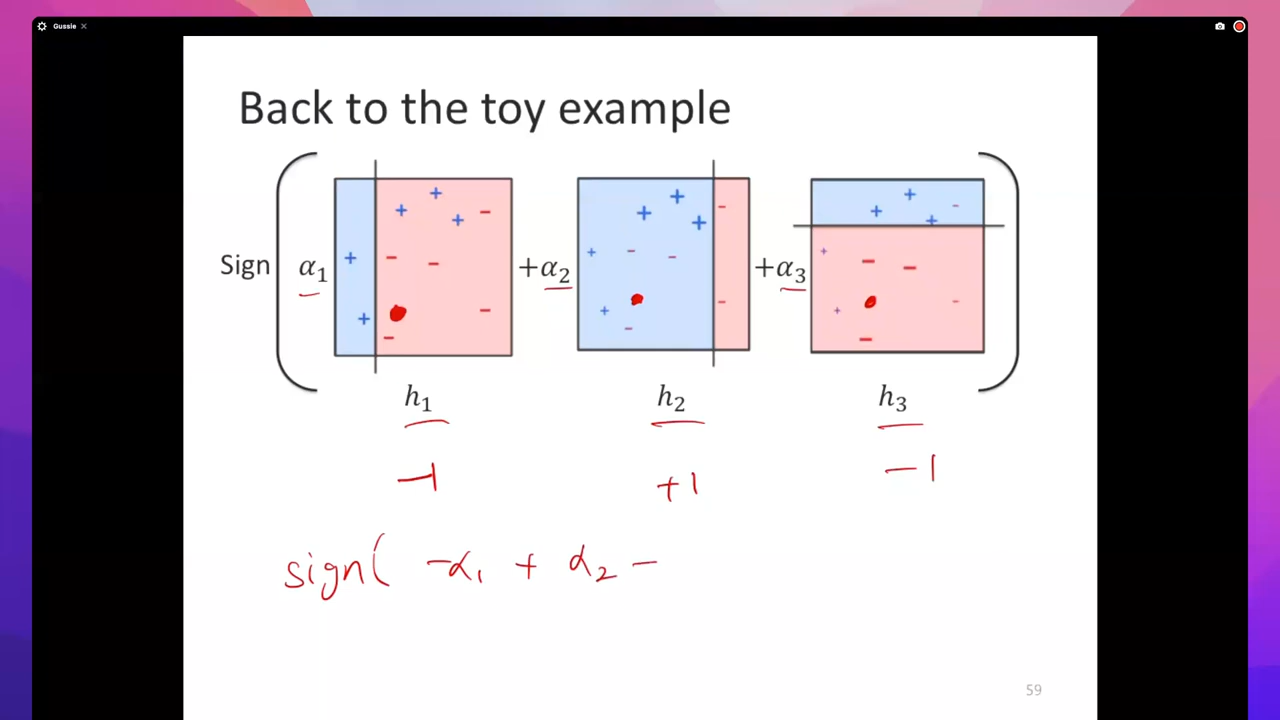 Gussie
Back to the toy example
Sign α₁ +α₂ +α₃
h₁ h₂ h₃
−1 +1 −1
sign( −α₁ + α₂ −
59